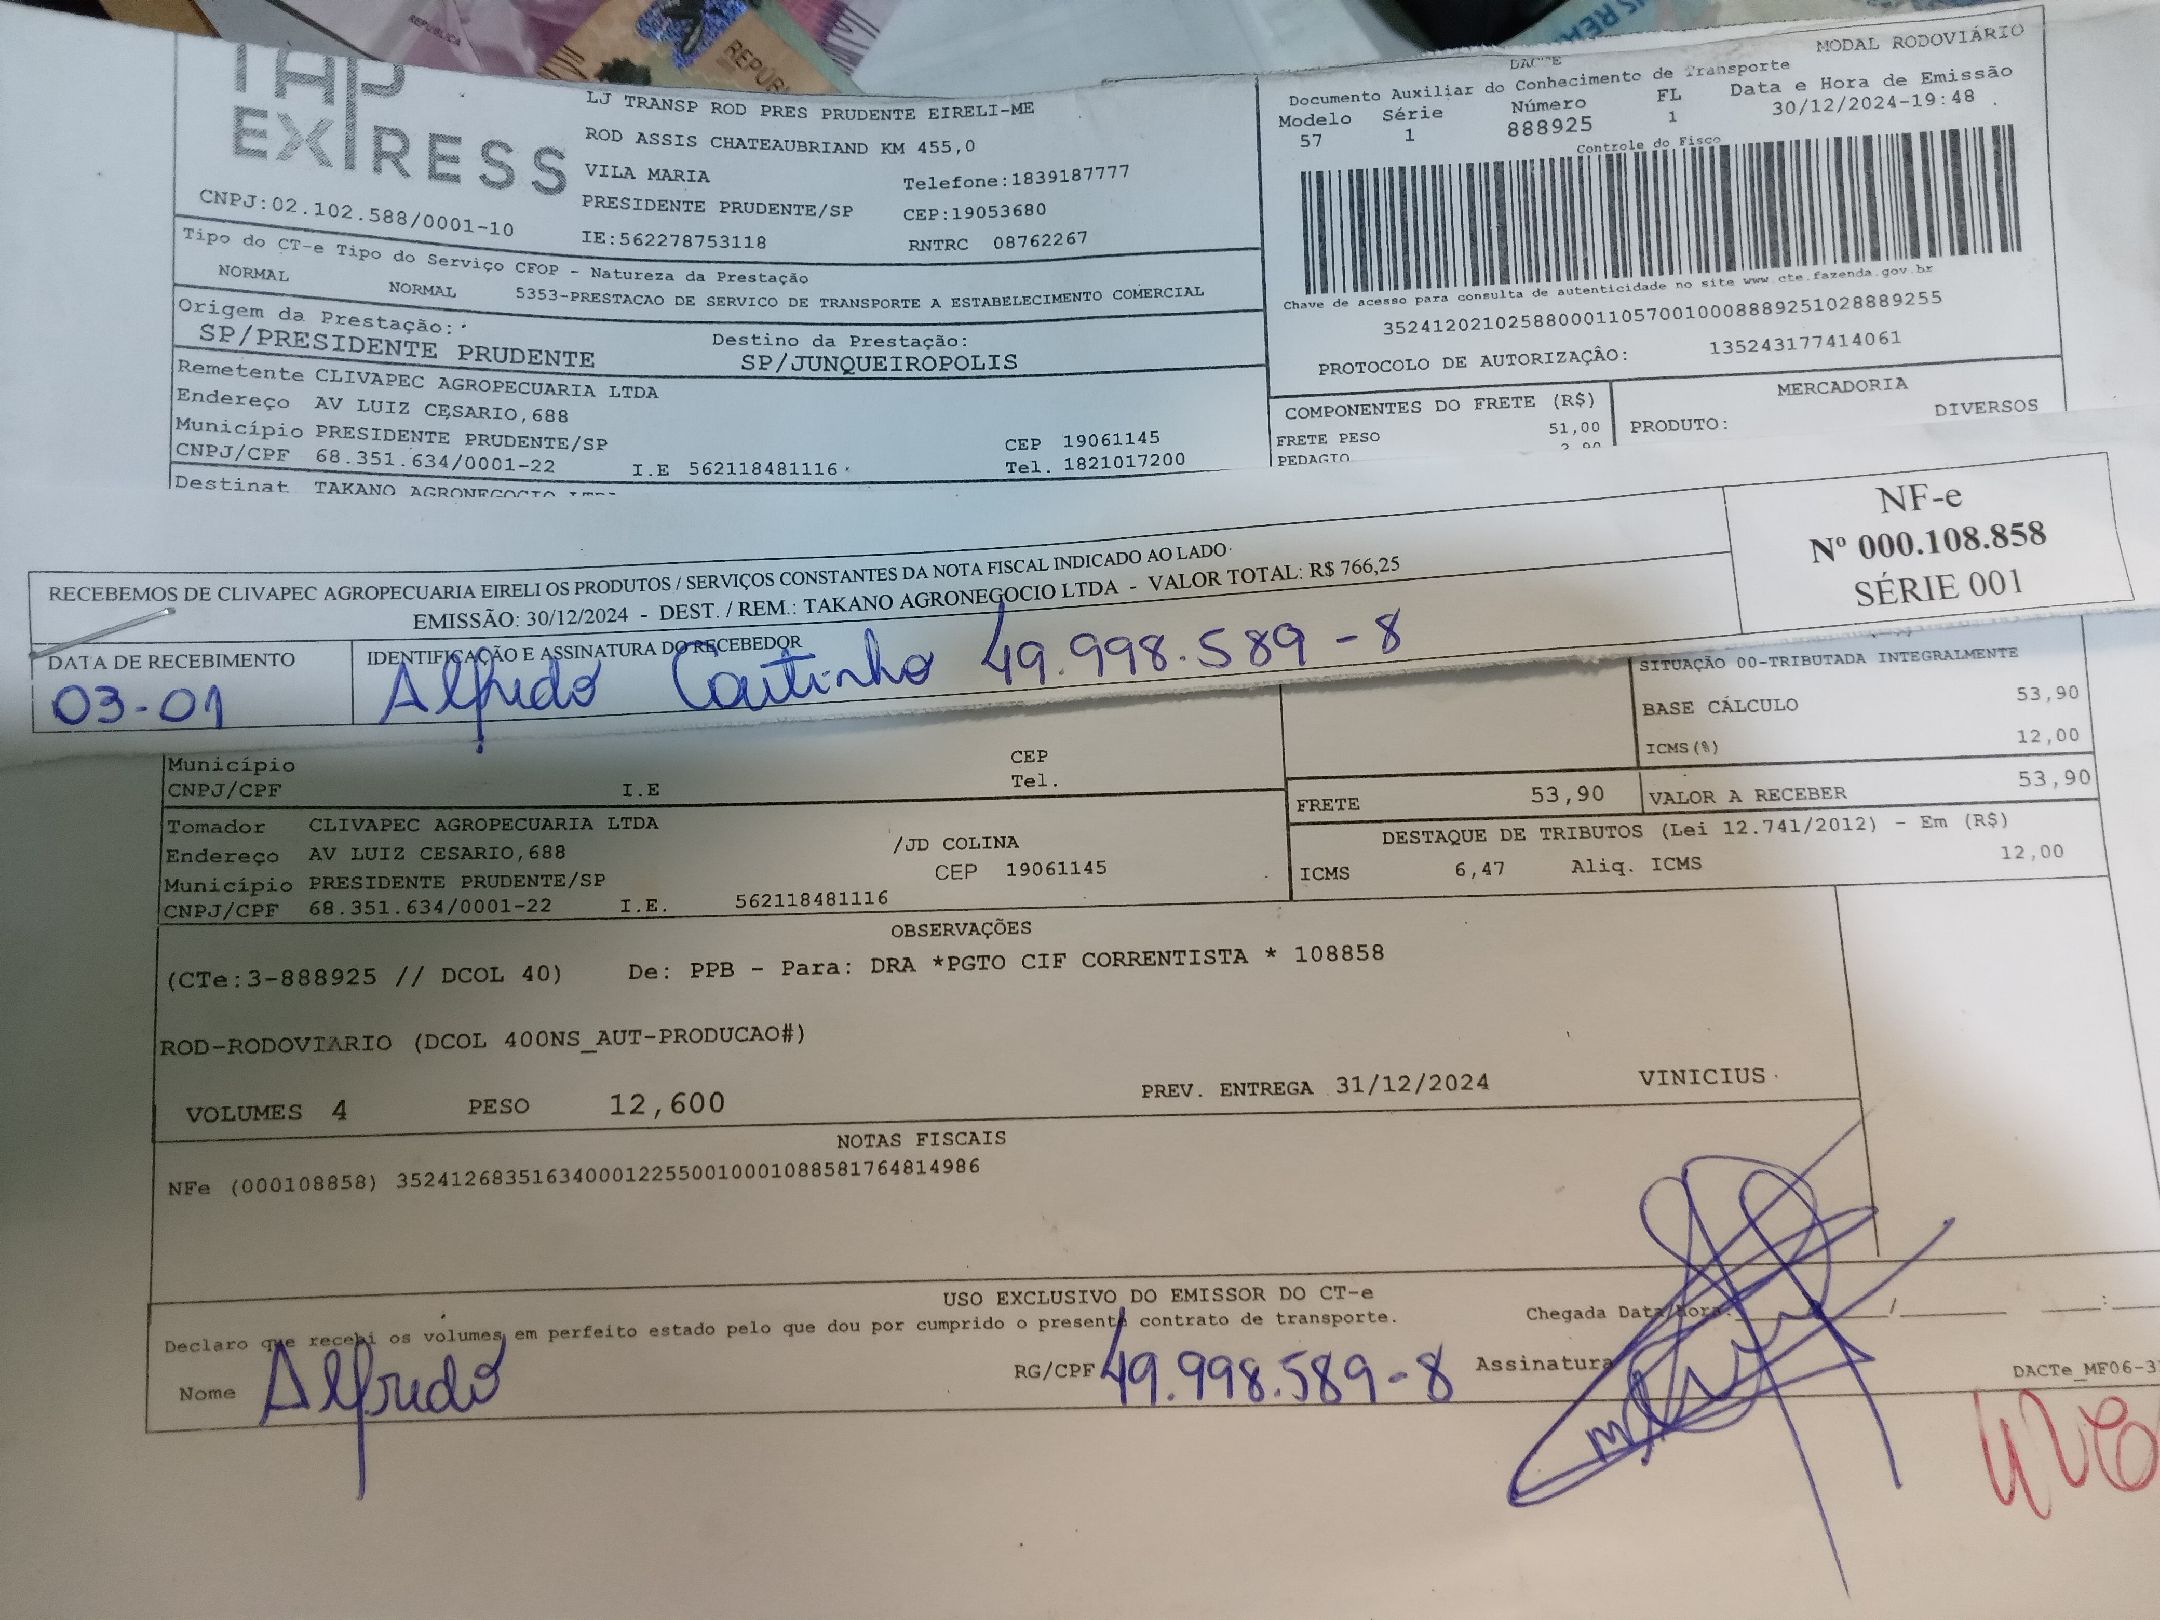 TAP
EXPRESS
CNPJ:02.102.588/0001-10
LJ TRANSP ROD PRES PRUDENTE EIRELI-ME
ROD ASSIS CHATEAUBRIAND KM 455,0
VILA MARIA
Telefone:1839187777
PRESIDENTE PRUDENTE/SP
CEP:19053680
IE:562278753118
RNTRC 08762267
MODAL RODOVIÁRIO
DACTE
Documento Auxiliar do Conhecimento de Transporte
Modelo Série Número FL Data e Hora de Emissão
57 1 888925 1 30/12/2024-19:48
Controle do Fisco
Chave de acesso para consulta de autenticidade no site www.cte.fazenda.gov.br
35241202102588000110570010008889251028889255
PROTOCOLO DE AUTORIZAÇÃO: 135243177414061
Tipo do CT-e Tipo do Serviço CFOP - Natureza da Prestação
NORMAL NORMAL 5353-PRESTACAO DE SERVICO DE TRANSPORTE A ESTABELECIMENTO COMERCIAL
Origem da Prestação: Destino da Prestação:
SP/PRESIDENTE PRUDENTE SP/JUNQUEIROPOLIS
Remetente CLIVAPEC AGROPECUARIA LTDA
Endereço AV LUIZ CESARIO,688
Município PRESIDENTE PRUDENTE/SP CEP 19061145
CNPJ/CPF 68.351.634/0001-22 I.E 562118481116 Tel. 1821017200
Destinat TAKANO AGRONEGOCIO
COMPONENTES DO FRETE (R$)
FRETE PESO 51,00
PEDAGIO 2,90
MERCADORIA
PRODUTO: DIVERSOS
RECEBEMOS DE CLIVAPEC AGROPECUARIA EIRELI OS PRODUTOS / SERVIÇOS CONSTANTES DA NOTA FISCAL INDICADO AO LADO
EMISSÃO: 30/12/2024 - DEST. / REM.: TAKANO AGRONEGOCIO LTDA - VALOR TOTAL: R$ 766,25
NF-e
Nº 000.108.858
SÉRIE 001
DATA DE RECEBIMENTO
03-01
IDENTIFICAÇÃO E ASSINATURA DO RECEBEDOR
Alfredo Coutinho 49.998.589-8
SITUAÇÃO 00-TRIBUTADA INTEGRALMENTE
BASE CÁLCULO 53,90
ICMS(%) 12,00
Município CEP
CNPJ/CPF I.E Tel.
FRETE 53,90 VALOR A RECEBER 53,90
Tomador CLIVAPEC AGROPECUARIA LTDA
Endereço AV LUIZ CESARIO,688 /JD COLINA
Município PRESIDENTE PRUDENTE/SP CEP 19061145
CNPJ/CPF 68.351.634/0001-22 I.E. 562118481116
DESTAQUE DE TRIBUTOS (Lei 12.741/2012) - Em (R$)
ICMS 6,47 Aliq. ICMS 12,00
OBSERVAÇÕES
(CTe:3-888925 // DCOL 40) De: PPB - Para: DRA *PGTO CIF CORRENTISTA * 108858
ROD-RODOVIARIO (DCOL 400NS_AUT-PRODUCAO#)
VOLUMES 4 PESO 12,600 PREV. ENTREGA 31/12/2024 VINICIUS
NOTAS FISCAIS
NFe (000108858) 35241268351634000122550010001088581764814986
USO EXCLUSIVO DO EMISSOR DO CT-e
Declaro que recebi os volumes em perfeito estado pelo que dou por cumprido o presente contrato de transporte.
Chegada Data/Hora: / :
Nome Alfredo RG/CPF 49.998.589-8 Assinatura
DACTe_MF06-3